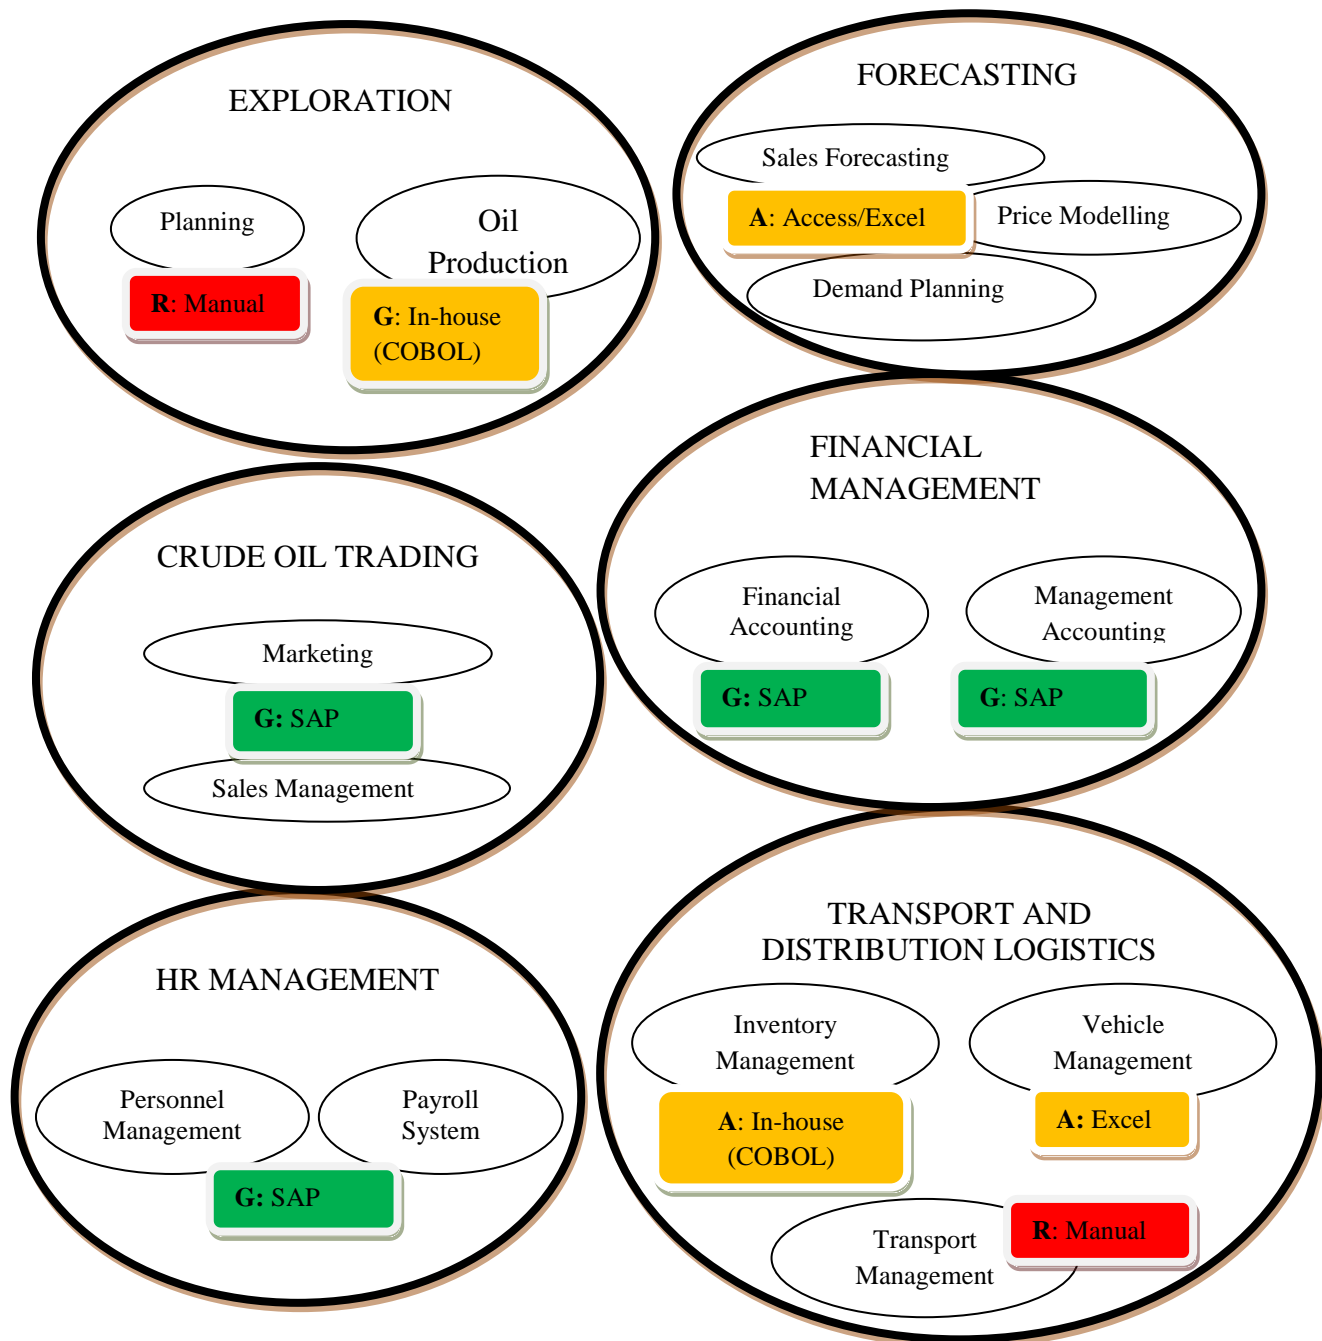 EXPLORATION
Planning
R: Manual
Oil
Production
G: In-house
(COBOL)
FORECASTING
Sales Forecasting
A: Access/Excel
Price Modelling
Demand Planning
CRUDE OIL TRADING
Marketing
G: SAP
Sales Management
FINANCIAL
MANAGEMENT
Financial
Accounting
G: SAP
Management
Accounting
G: SAP
HR MANAGEMENT
Personnel
Management
Payroll
System
G: SAP
TRANSPORT AND
DISTRIBUTION LOGISTICS
Inventory
Management
A: In-house
(COBOL)
Vehicle
Management
A: Excel
Transport
Management
R: Manual